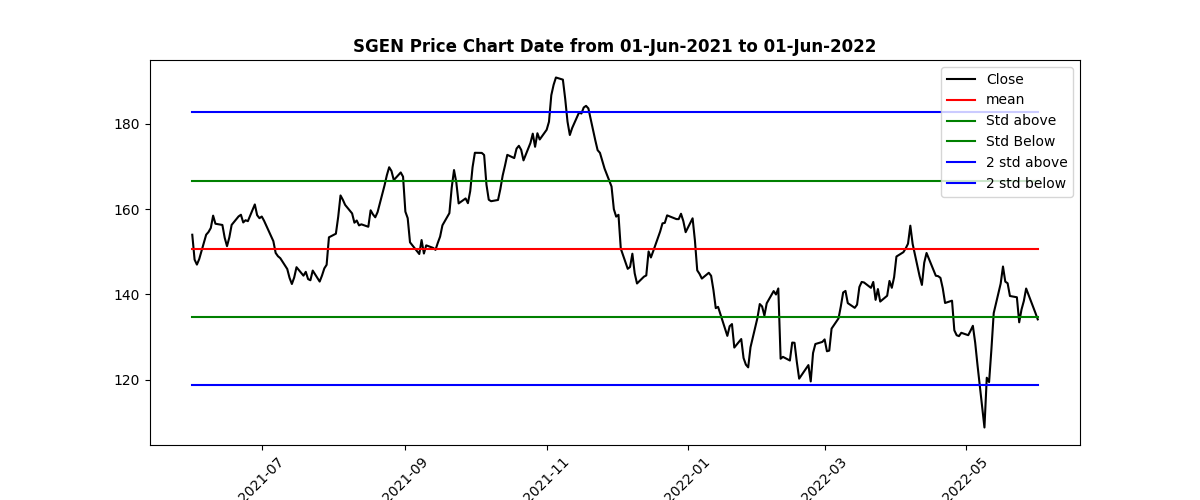 SGEN Price Chart Date from 01-Jun-2021 to 01-Jun-2022
Close
mean
Std above
Std Below
2 std above
2 std below
180
160
140
120
2021-07
2021-09
2021-11
2022-01
2022-03
2022-05